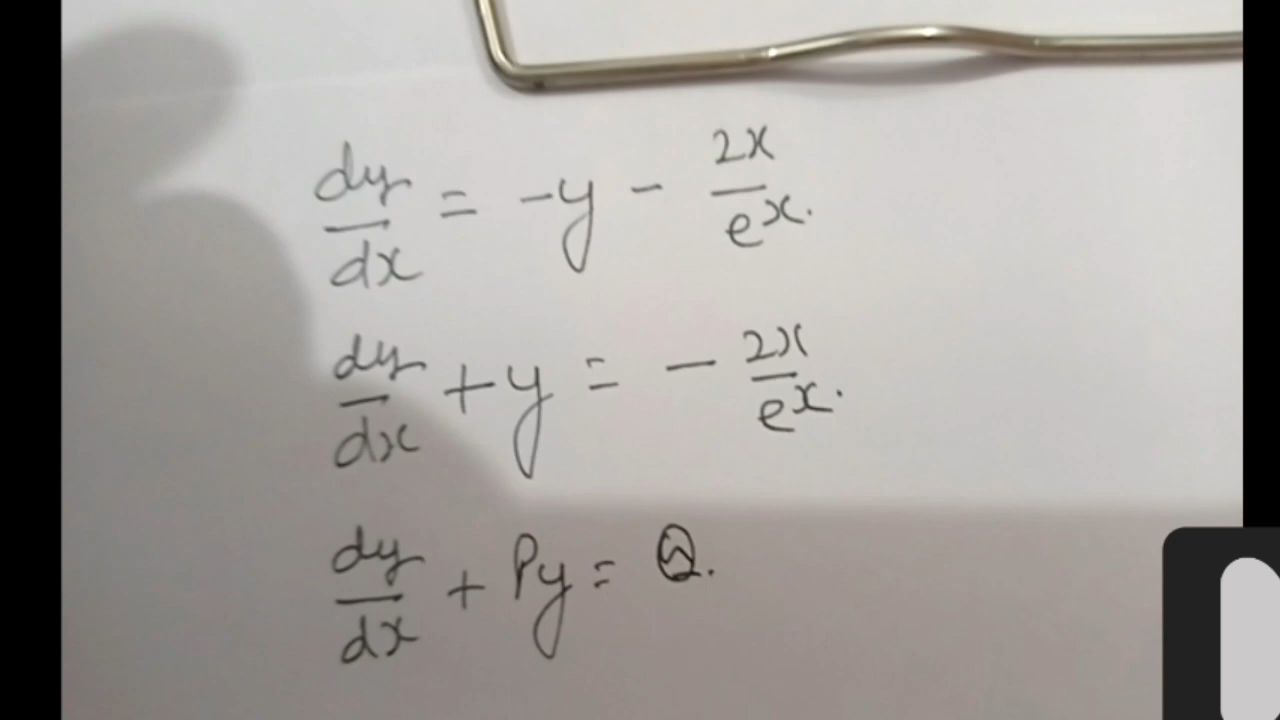 dy/dx = -y - 2x/e^x.
dy/dx + y = - 2x/e^x.
dy/dx + Py = Q.